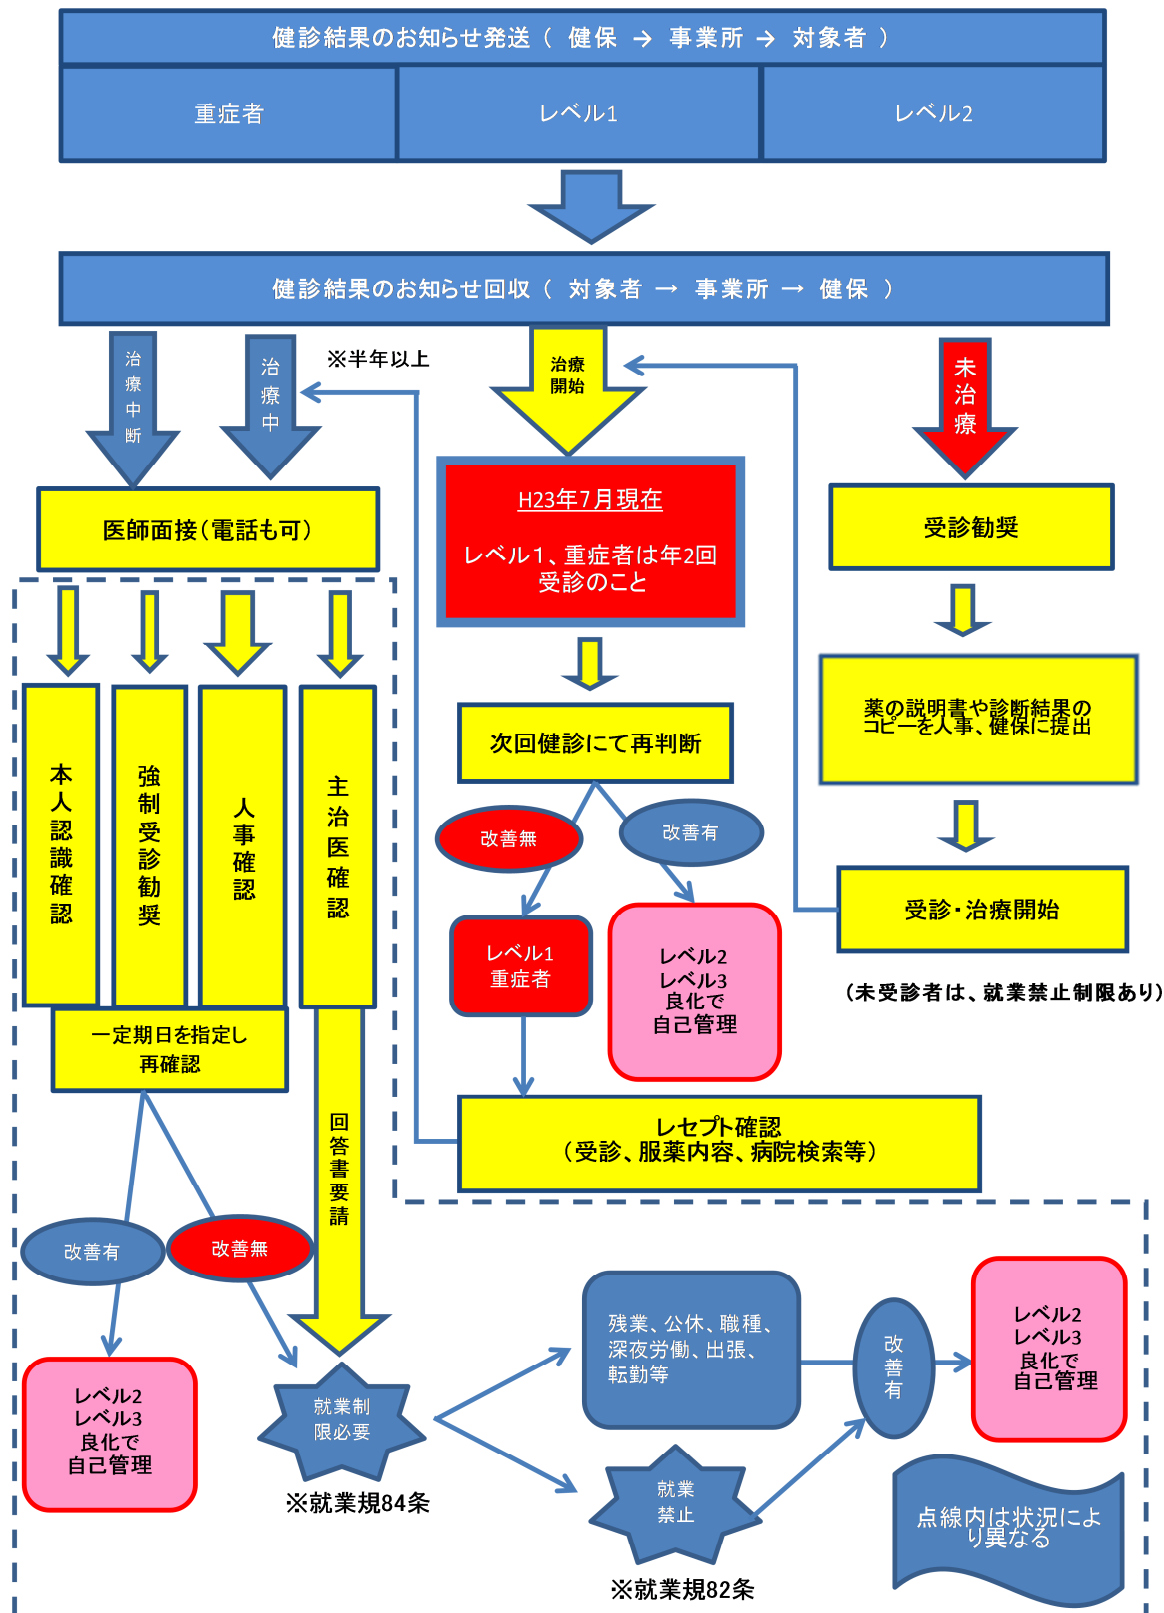 健診結果のお知らせ発送（ 健保 → 事業所 → 対象者 ）
重症者
レベル1
レベル2
健診結果のお知らせ回収（ 対象者 → 事業所 → 健保 ）
治療中断
治療中
※半年以上
治療
開始
未治療
医師面接（電話も可）
H23年7月現在
レベル１、重症者は年2回
受診のこと
受診勧奨
薬の説明書や診断結果の
コピーを人事、健保に提出
次回健診にて再判断
本人認識確認
強制受診勧奨
人事確認
主治医確認
改善無
改善有
受診・治療開始
レベル1
重症者
レベル2
レベル3
良化で
自己管理
（未受診者は、就業禁止制限あり）
一定期日を指定し
再確認
レセプト確認
（受診、服薬内容、病院検索等）
回答書要請
改善有
改善無
残業、公休、職種、
深夜労働、出張、
転勤等
改善有
レベル2
レベル3
良化で
自己管理
レベル2
レベル3
良化で
自己管理
就業制
限必要
※就業規84条
就業
禁止
※就業規82条
点線内は状況によ
り異なる